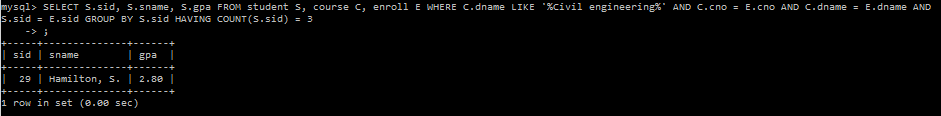 mysql> SELECT S.sid, S.sname, S.gpa FROM student S, course C, enroll E WHERE C.dname LIKE '%Civil engineering%' AND C.cno = E.cno AND C.dname = E.dname AND
S.sid = E.sid GROUP BY S.sid HAVING COUNT(S.sid) = 3
    -> ;
+-----+--------------+------+
| sid | sname        | gpa  |
+-----+--------------+------+
|  29 | Hamilton, S. | 2.80 |
+-----+--------------+------+
1 row in set (0.00 sec)